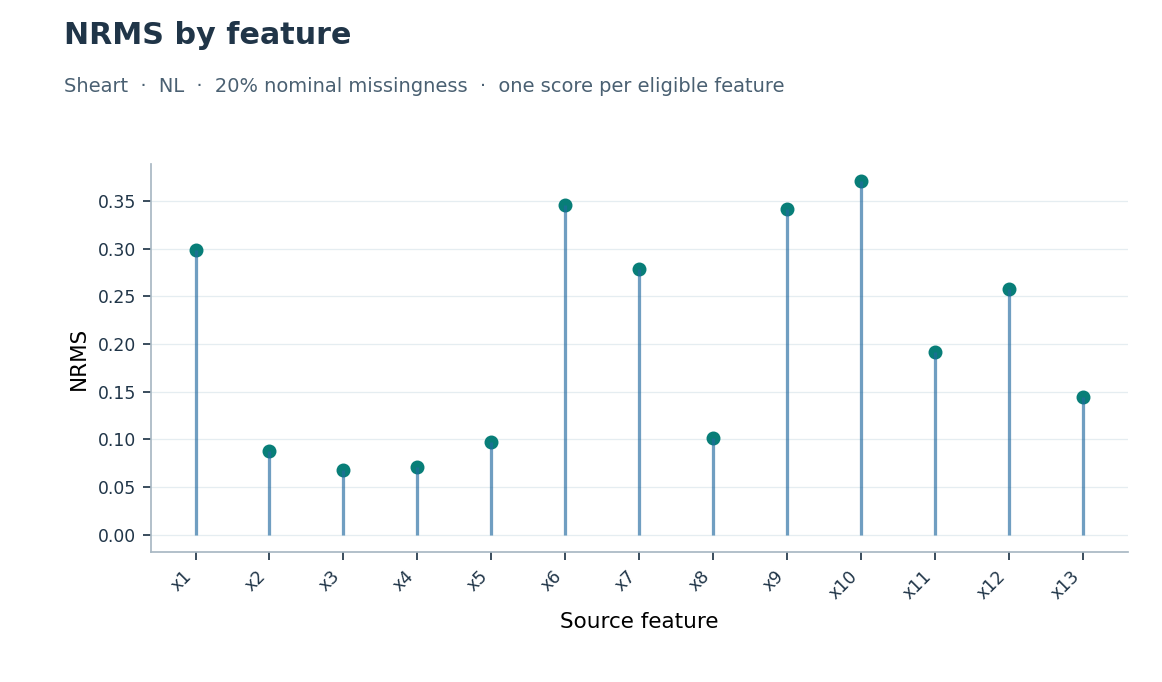 NRMS by feature
Sheart · NL · 20% nominal missingness · one score per eligible feature
0.35
0.30
0.25
0.20
0.15
0.10
0.05
0.00
NRMS
x1 x2 x3 x4 x5 x6 x7 x8 x9 x10 x11 x12 x13
Source feature